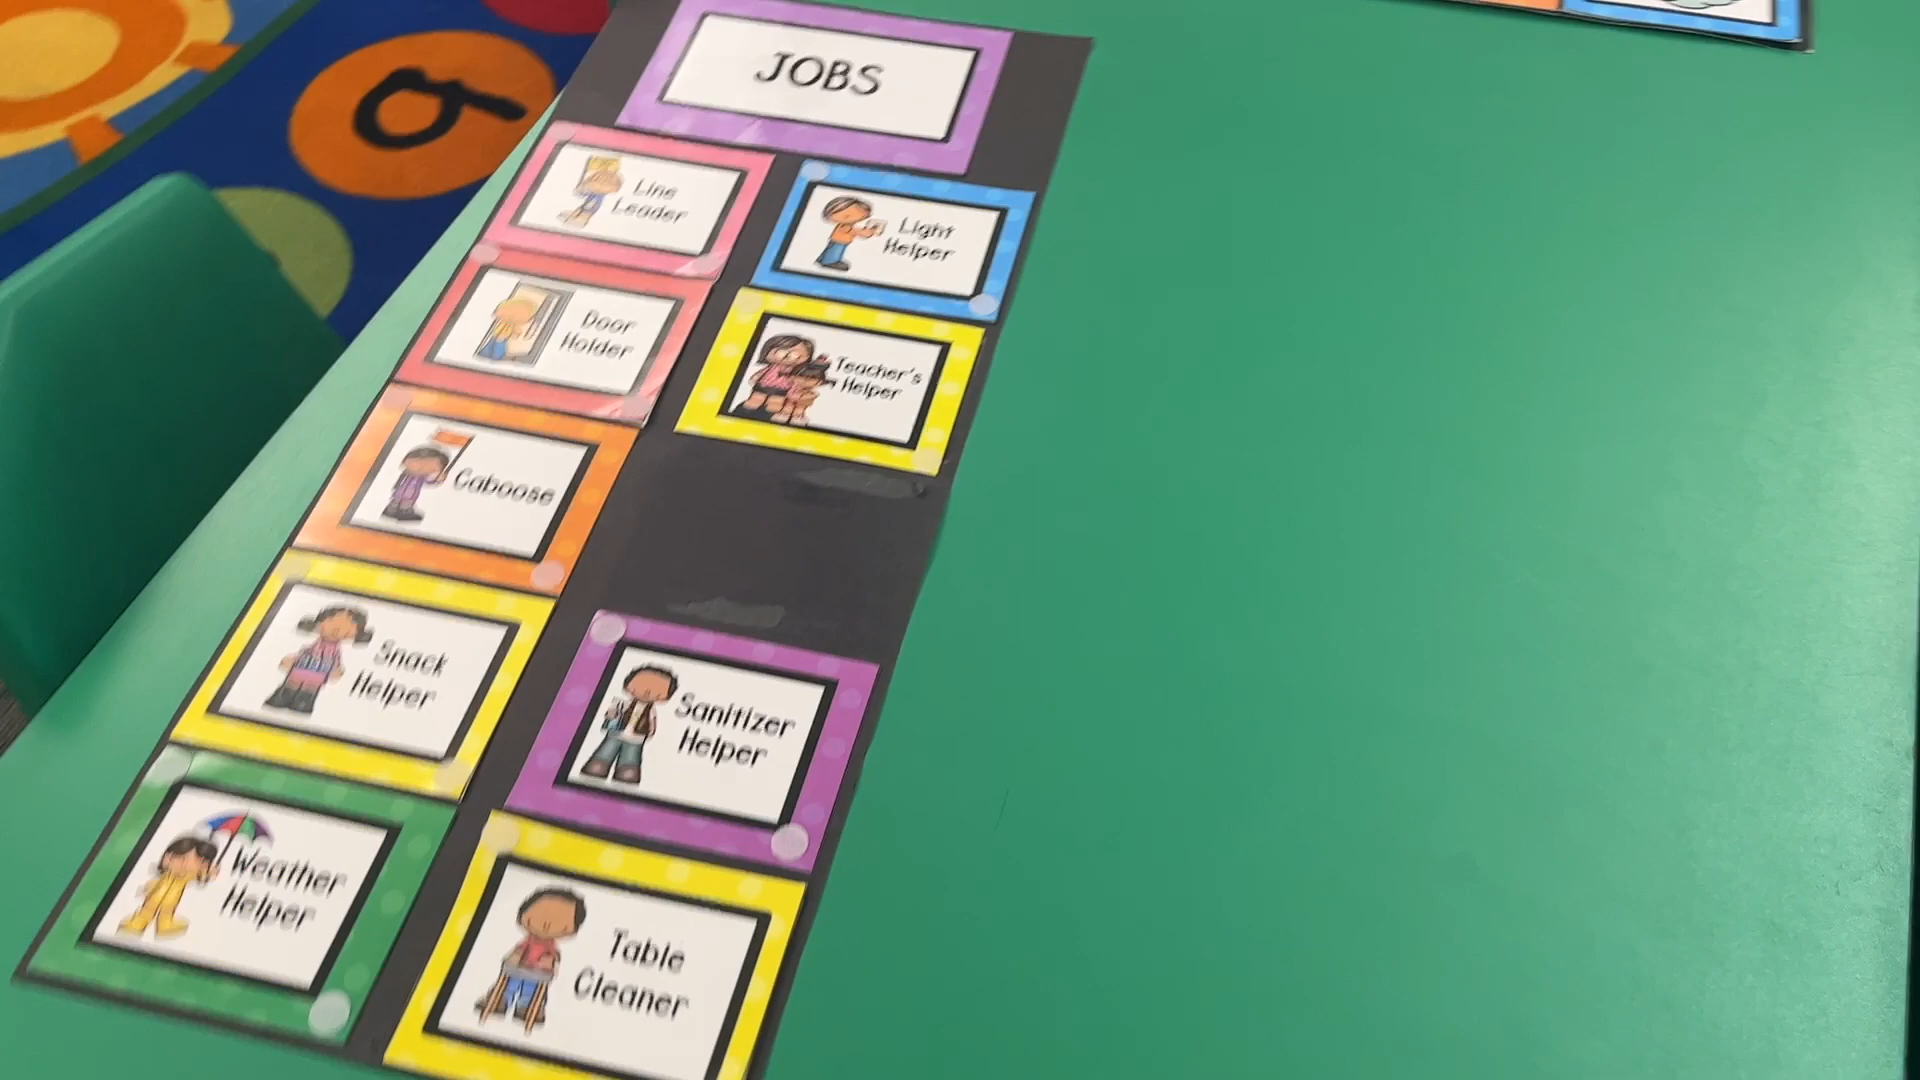 JOBS
Line
Leader
Light
Helper
Door
Holder
Teacher's
Helper
Caboose
Snack
Helper
Sanitizer
Helper
Weather
Helper
Table
Cleaner